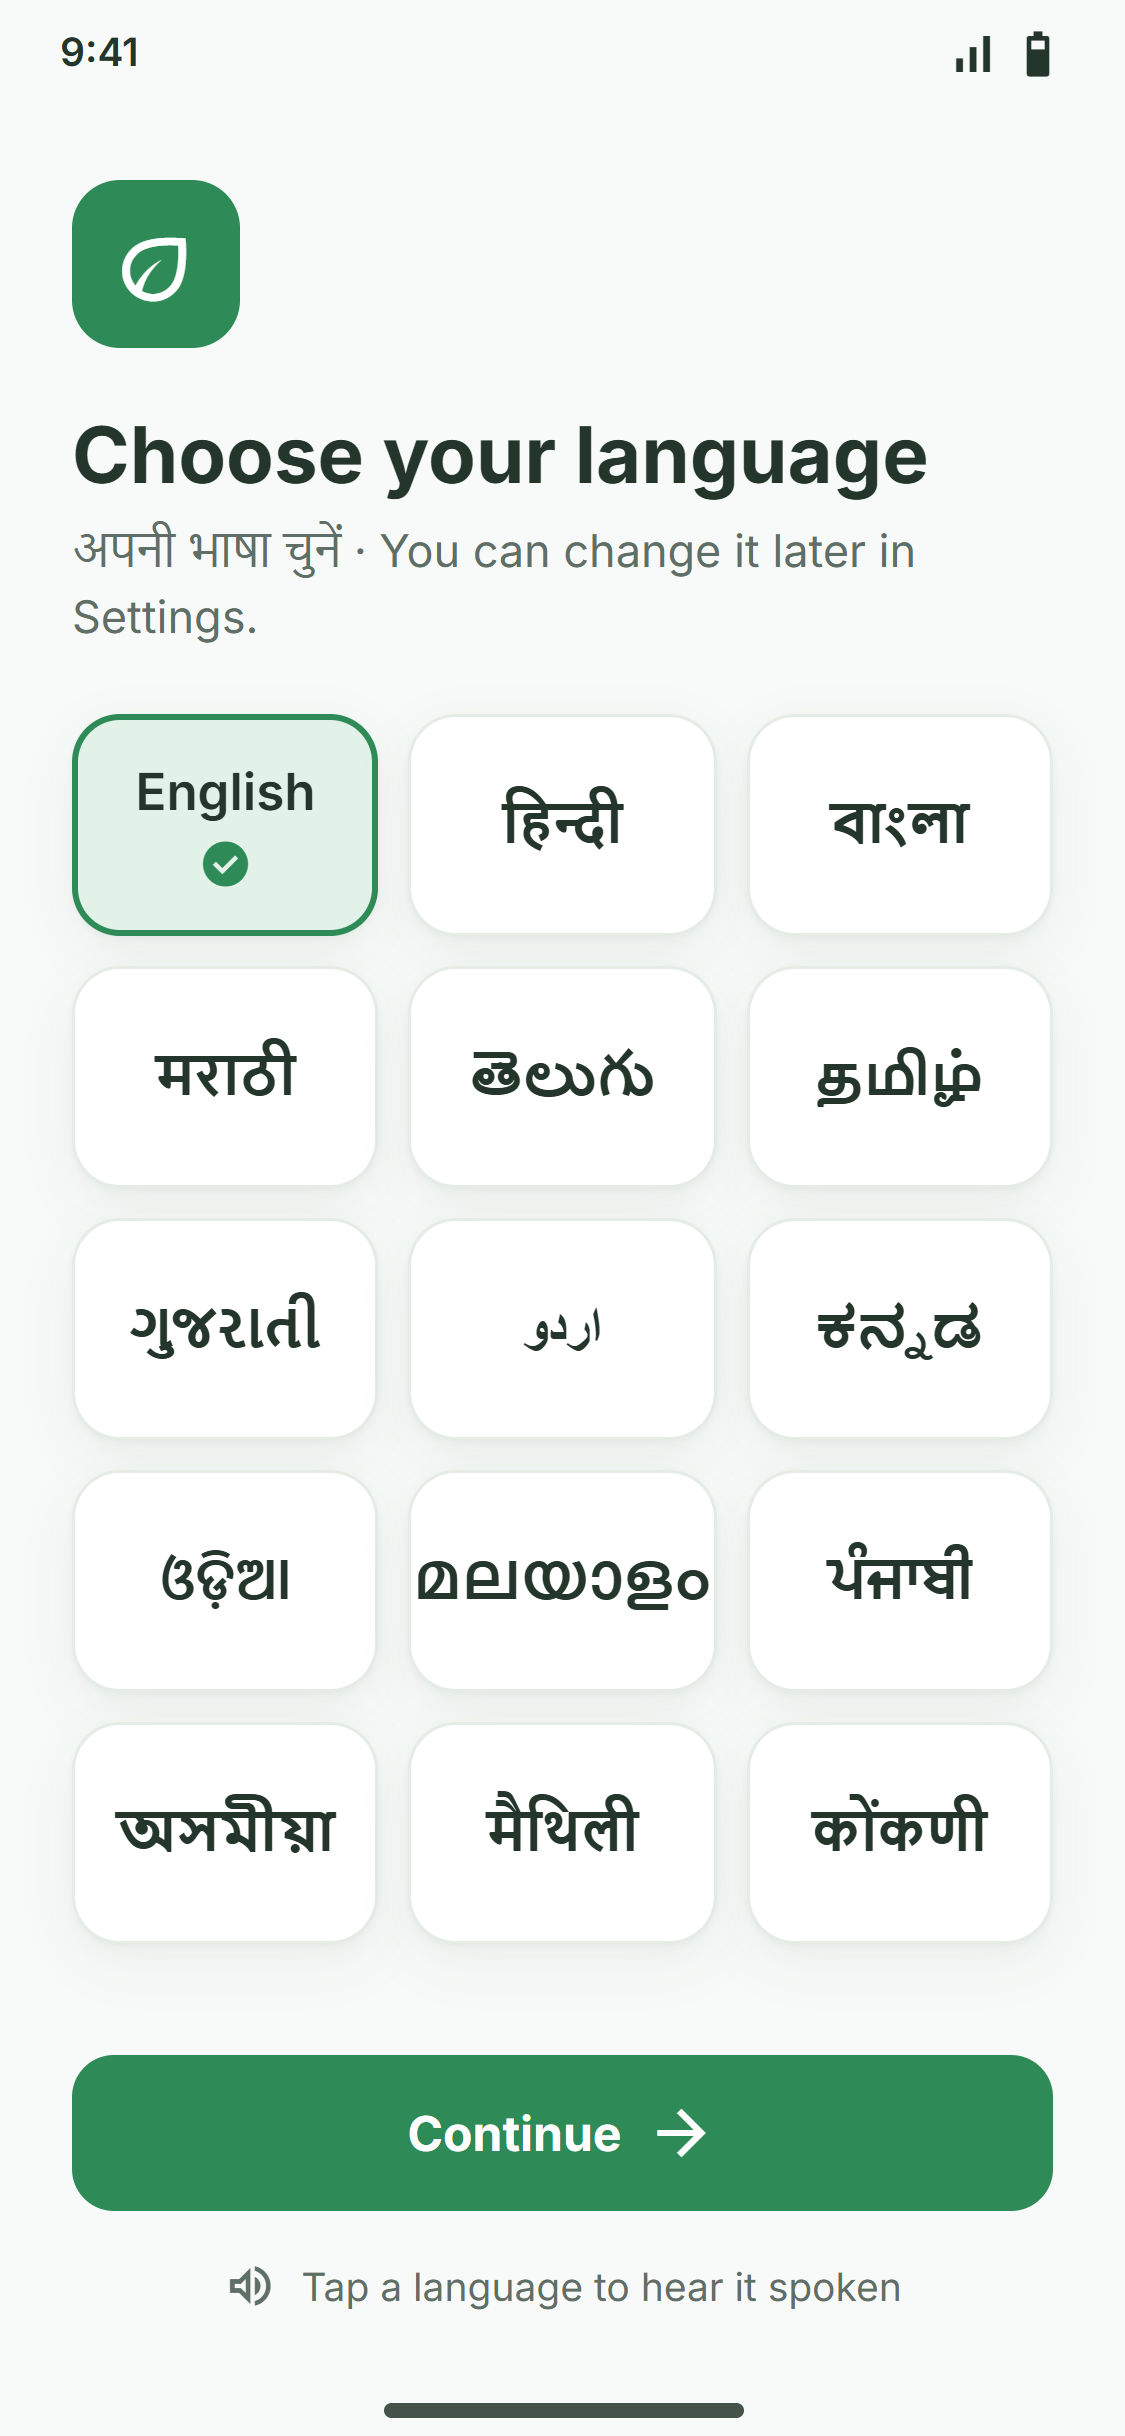 9:41
Choose your language
अपनी भाषा चुनें · You can change it later in
Settings.
English
हिन्दी
বাংলা
मराठी
తెలుగు
தமிழ்
ગુજરાતી
اردو
ಕನ್ನಡ
ଓଡ଼ିଆ
മലയാളം
ਪੰਜਾਬੀ
অসমীয়া
मैथिली
कोंकणी
Continue
Tap a language to hear it spoken